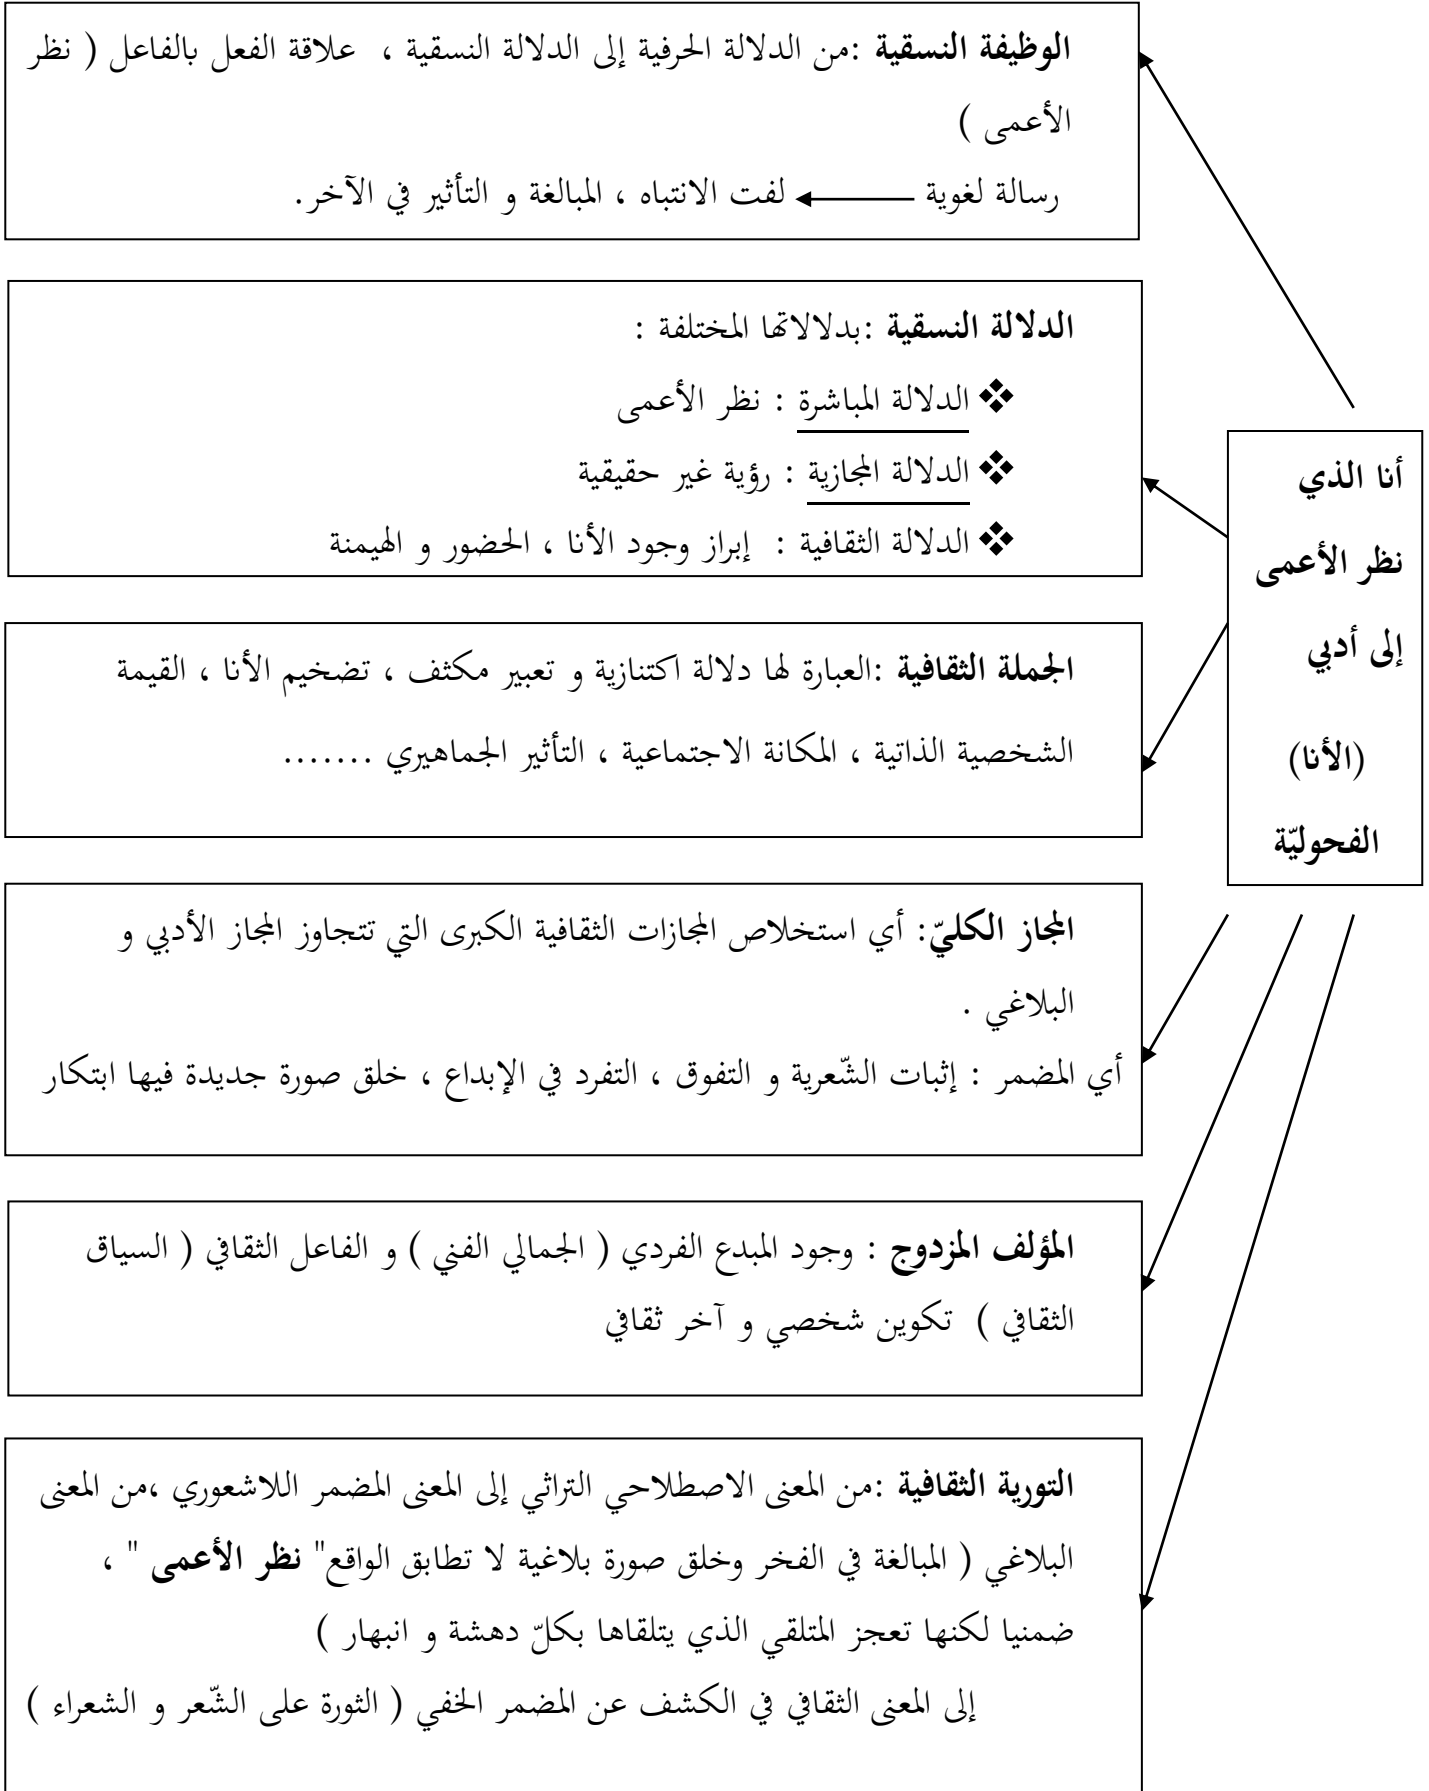 الوظيفة النسقية :من الدلالة الحرفية إلى الدلالة النسقية ، علاقة الفعل بالفاعل ( نظر
الأعمى )
رسالة لغوية لفت الانتباه ، المبالغة و التأثير في الآخر.
الدلالة النسقية :بدلالاتها المختلفة :
❖ الدلالة المباشرة : نظر الأعمى
❖ الدلالة المجازية : رؤية غير حقيقية
❖ الدلالة الثقافية : إبراز وجود الأنا ، الحضور و الهيمنة
أنا الذي
نظر الأعمى
إلى أدبي
(الأنا)
الفحوليّة
الجملة الثقافية :العبارة لها دلالة اكتنازية و تعبير مكثف ، تضخيم الأنا ، القيمة
الشخصية الذاتية ، المكانة الاجتماعية ، التأثير الجماهيري .......
المجاز الكليّ: أي استخلاص المجازات الثقافية الكبرى التي تتجاوز المجاز الأدبي و
البلاغي .
أي المضمر : إثبات الشّعرية و التفوق ، التفرد في الإبداع ، خلق صورة جديدة فيها ابتكار
المؤلف المزدوج : وجود المبدع الفردي ( الجمالي الفني ) و الفاعل الثقافي ( السياق
الثقافي ) تكوين شخصي و آخر ثقافي
التورية الثقافية :من المعنى الاصطلاحي التراثي إلى المعنى المضمر اللاشعوري ،من المعنى
البلاغي ( المبالغة في الفخر وخلق صورة بلاغية لا تطابق الواقع" نظر الأعمى " ،
ضمنيا لكنها تعجز المتلقي الذي يتلقاها بكلّ دهشة و انبهار )
إلى المعنى الثقافي في الكشف عن المضمر الخفي ( الثورة على الشّعر و الشعراء )